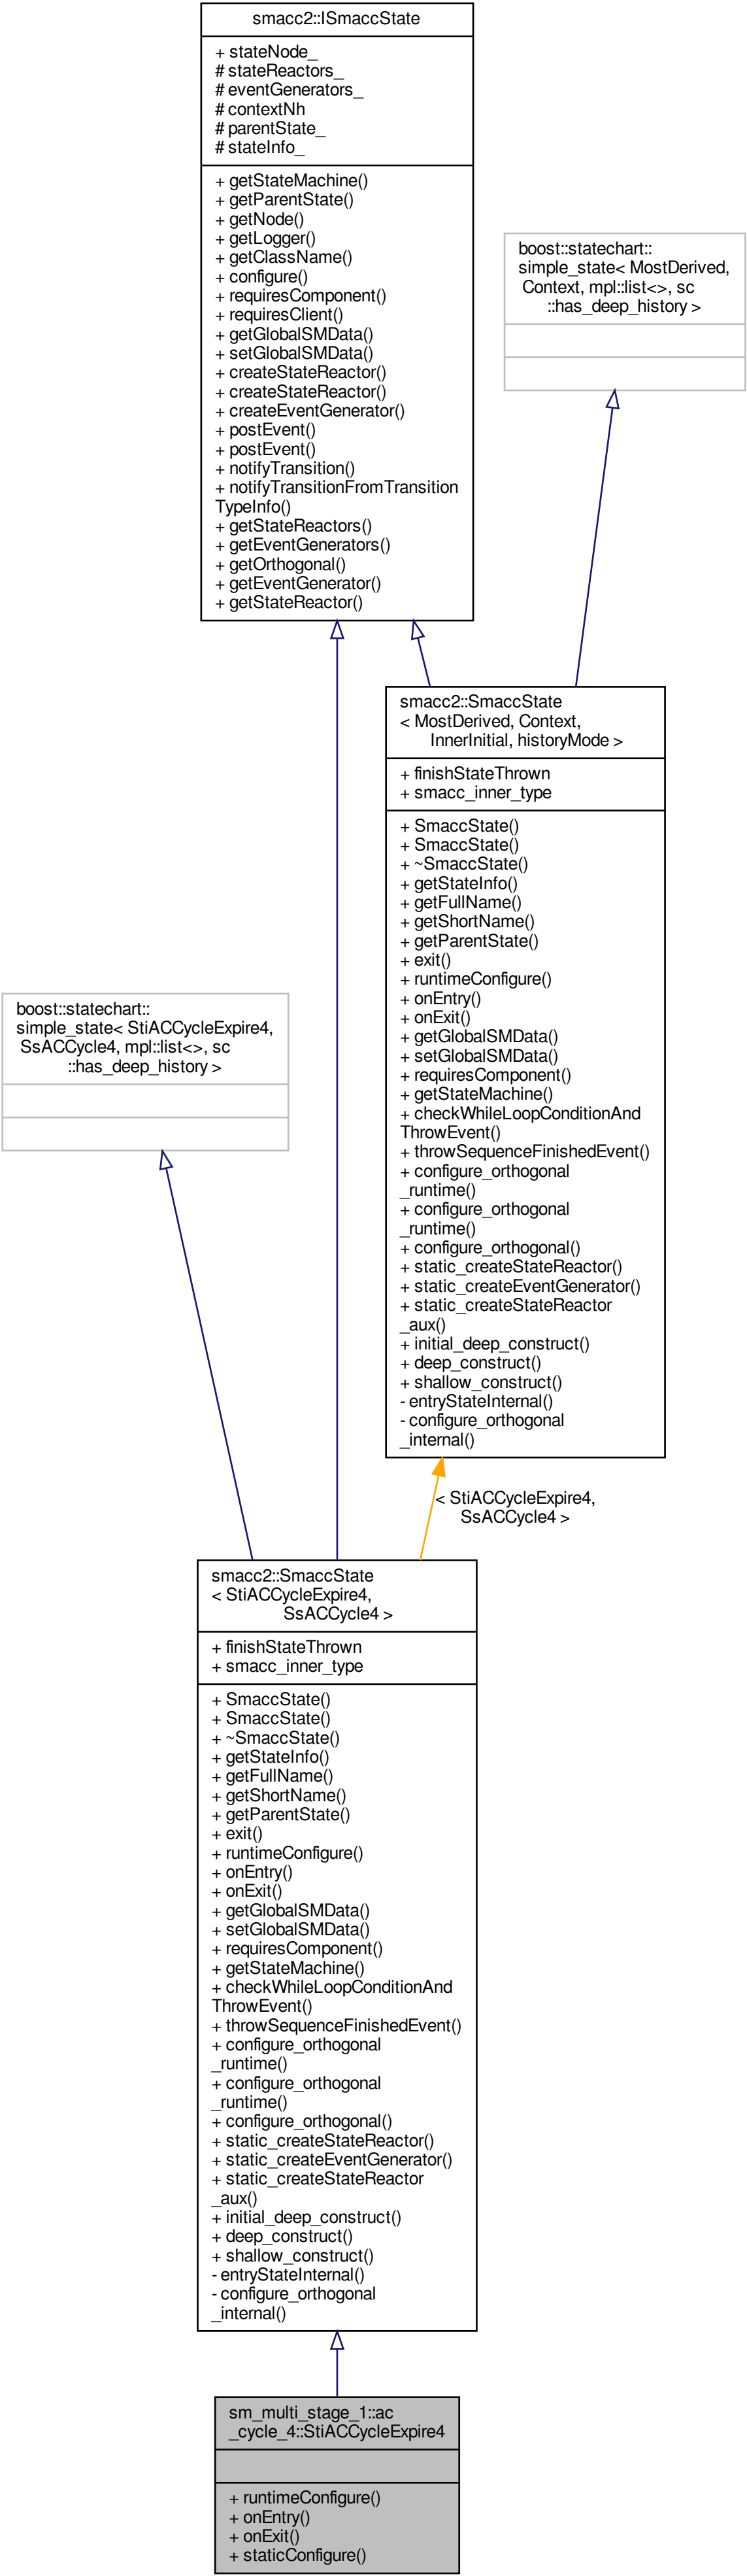 smacc2::ISmaccState
+ stateNode_
# stateReactors_
# eventGenerators_
# contextNh
# parentState_
# stateInfo_
+ getStateMachine()
+ getParentState()
+ getNode()
+ getLogger()
+ getClassName()
+ configure()
+ requiresComponent()
+ requiresClient()
+ getGlobalSMData()
+ setGlobalSMData()
+ createStateReactor()
+ createStateReactor()
+ createEventGenerator()
+ postEvent()
+ postEvent()
+ notifyTransition()
+ notifyTransitionFromTransition
TypeInfo()
+ getStateReactors()
+ getEventGenerators()
+ getOrthogonal()
+ getEventGenerator()
+ getStateReactor()
boost::statechart::
simple_state< MostDerived,
Context, mpl::list<>, sc
::has_deep_history >
smacc2::SmaccState
< MostDerived, Context,
InnerInitial, historyMode >
+ finishStateThrown
+ smacc_inner_type
+ SmaccState()
+ SmaccState()
+ ~SmaccState()
+ getStateInfo()
+ getFullName()
+ getShortName()
+ getParentState()
+ exit()
+ runtimeConfigure()
+ onEntry()
+ onExit()
+ getGlobalSMData()
+ setGlobalSMData()
+ requiresComponent()
+ getStateMachine()
+ checkWhileLoopConditionAnd
ThrowEvent()
+ throwSequenceFinishedEvent()
+ configure_orthogonal
_runtime()
+ configure_orthogonal
_runtime()
+ configure_orthogonal()
+ static_createStateReactor()
+ static_createEventGenerator()
+ static_createStateReactor
_aux()
+ initial_deep_construct()
+ deep_construct()
+ shallow_construct()
- entryStateInternal()
- configure_orthogonal
_internal()
boost::statechart::
simple_state< StiACCycleExpire4,
SsACCycle4, mpl::list<>, sc
::has_deep_history >
< StiACCycleExpire4,
SsACCycle4 >
smacc2::SmaccState
< StiACCycleExpire4,
SsACCycle4 >
+ finishStateThrown
+ smacc_inner_type
+ SmaccState()
+ SmaccState()
+ ~SmaccState()
+ getStateInfo()
+ getFullName()
+ getShortName()
+ getParentState()
+ exit()
+ runtimeConfigure()
+ onEntry()
+ onExit()
+ getGlobalSMData()
+ setGlobalSMData()
+ requiresComponent()
+ getStateMachine()
+ checkWhileLoopConditionAnd
ThrowEvent()
+ throwSequenceFinishedEvent()
+ configure_orthogonal
_runtime()
+ configure_orthogonal
_runtime()
+ configure_orthogonal()
+ static_createStateReactor()
+ static_createEventGenerator()
+ static_createStateReactor
_aux()
+ initial_deep_construct()
+ deep_construct()
+ shallow_construct()
- entryStateInternal()
- configure_orthogonal
_internal()
sm_multi_stage_1::ac
_cycle_4::StiACCycleExpire4
+ runtimeConfigure()
+ onEntry()
+ onExit()
+ staticConfigure()